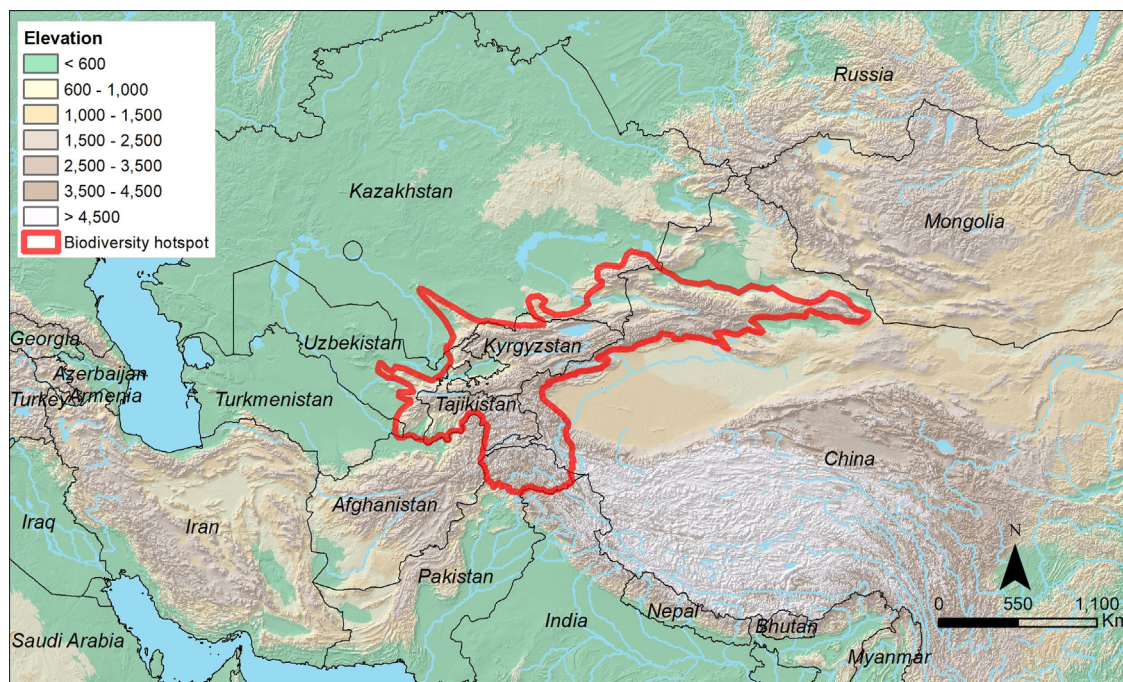 Elevation
< 600
600 - 1,000
1,000 - 1,500
1,500 - 2,500
2,500 - 3,500
3,500 - 4,500
> 4,500
Biodiversity hotspot
Russia
Kazakhstan
Mongolia
Georgia
Uzbekistan
Kyrgyzstan
Azerbaijan
Armenia
Turkey
Turkmenistan
Tajikistan
China
Afghanistan
Iraq
Iran
Pakistan
N
0 550 1,100
Km
India
Nepal
Bhutan
Saudi Arabia
Myanmar